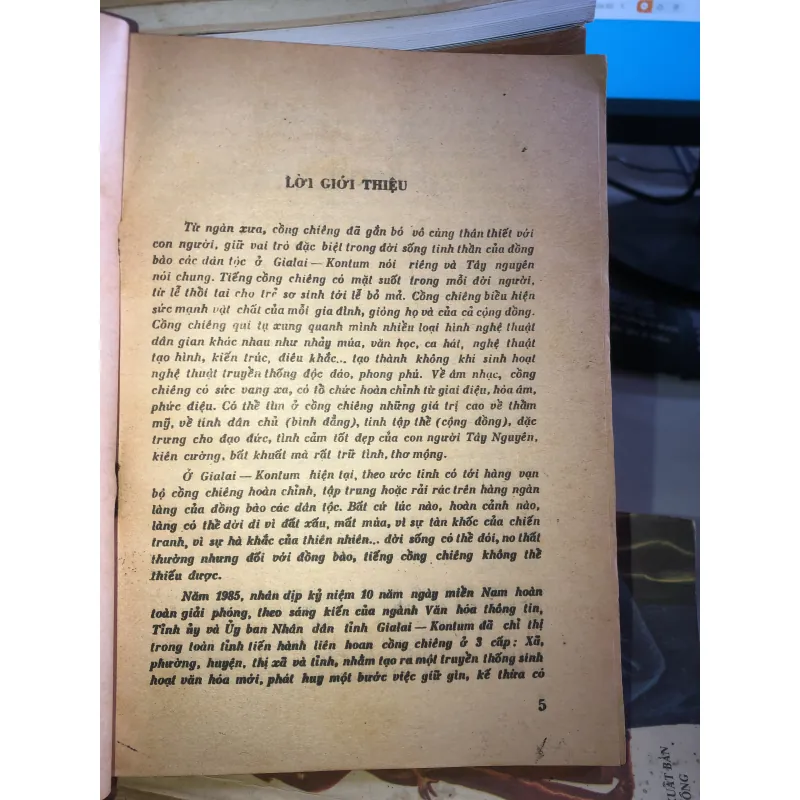 LỜI GIỚI THIỆU
Từ ngàn xưa, cồng chiêng đã gắn bó vô cùng thân thiết với
con người, giữ vai trò đặc biệt trong đời sống tinh thần của đồng
bào các dân tộc ở Gialai — Kontum nói riêng và Tây nguyên
nói chung. Tiếng cồng chiêng có mặt suốt trong mỗi đời người,
từ lễ thổi tai cho trẻ sơ sinh tới lễ bỏ mả. Cồng chiêng biểu hiện
sức mạnh vật chất của mỗi gia đình, giòng họ và của cả cộng đồng.
Cồng chiêng qui tụ xung quanh mình nhiều loại hình nghệ thuật
dân gian khác nhau như nhảy múa, văn học, ca hát, nghệ thuật
tạo hình, kiến trúc, điêu khắc... tạo thành không khí sinh hoạt
nghệ thuật truyền thống độc đáo, phong phú. Về âm nhạc, cồng
chiêng có sức vang xa, có tổ chức hoàn chỉnh từ giai điệu, hòa âm,
phức điệu. Có thể tìm ở cồng chiêng những giá trị cao về thẩm
mỹ, về tính dân chủ (bình đẳng), tính tập thể (cộng đồng), đặc
trưng cho đạo đức, tình cảm tốt đẹp của con người Tây Nguyên,
kiên cường, bất khuất mà rất trữ tình, thơ mộng.
Ở Gialai — Kontum hiện tại, theo ước tính có tới hàng vạn
bộ cồng chiêng hoàn chỉnh, tập trung hoặc rải rác trên hàng ngàn
làng của đồng bào các dân tộc. Bất cứ lúc nào, hoàn cảnh nào,
làng có thể dời đi vì đất xấu, mất mùa, vì sự tàn khốc của chiến
tranh, vì sự hà khắc của thiên nhiên... đời sống có thể đói, no thất
thường nhưng đối với đồng bào, tiếng cồng chiêng không thể
thiếu được.
Năm 1985, nhân dịp kỷ niệm 10 năm ngày miền Nam hoàn
toàn giải phóng, theo sáng kiến của ngành Văn hóa thông tin,
Tỉnh ủy và Ủy ban Nhân dân tỉnh Gialai — Kontum đã chỉ thị
trong toàn tỉnh tiến hành liên hoan cồng chiêng ở 3 cấp: Xã,
phường, huyện, thị xã và tỉnh, nhằm tạo ra một truyền thống sinh
hoạt văn hóa mới, phát huy một bước việc giữ gìn, kế thừa có
5
XUẤT BẢN